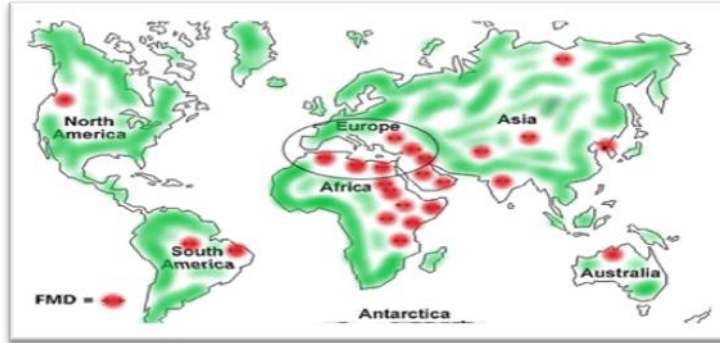 North
America
Europe
Asia
Africa
South
America
Australia
FMD =
Antarctica